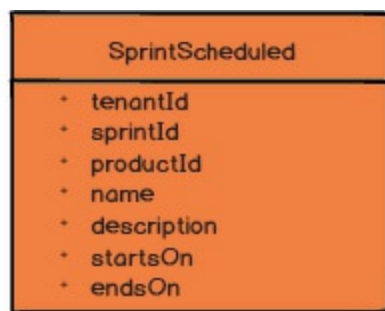 SprintScheduled
+ tenantId
+ sprintId
+ productId
+ name
+ description
+ startsOn
+ endsOn